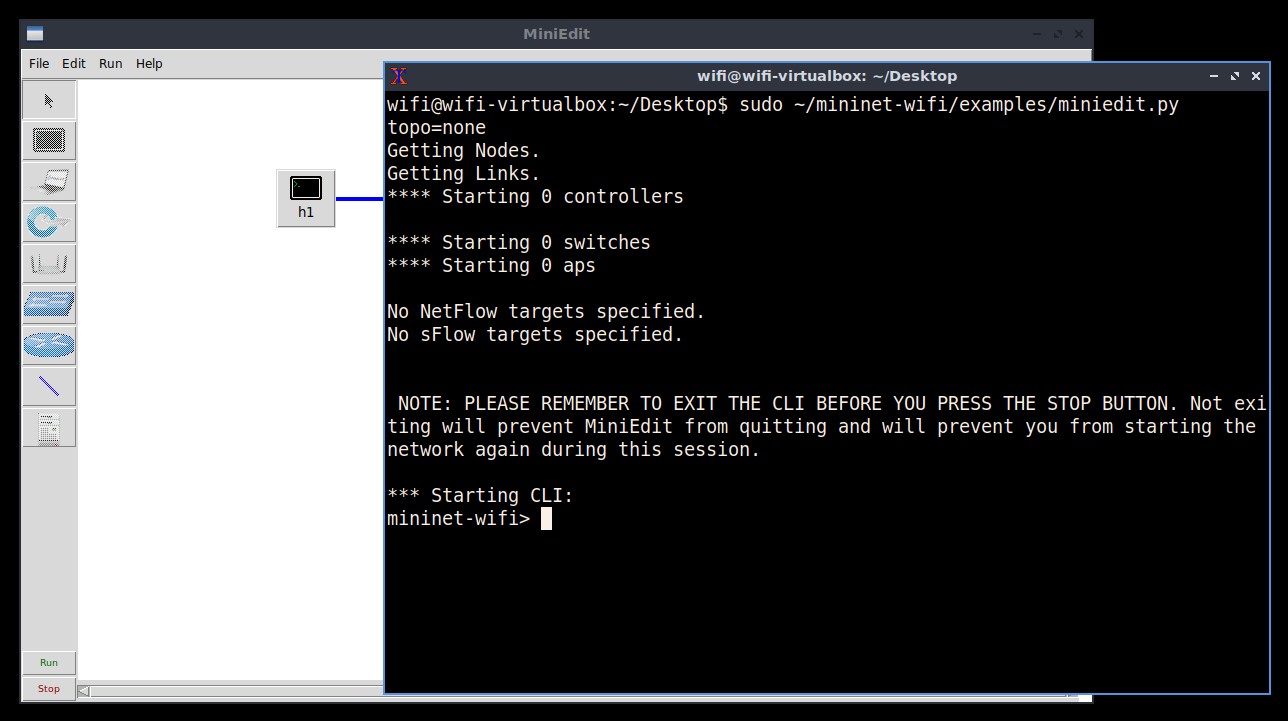 MiniEdit
File Edit Run Help
h1
Run
Stop
wifi@wifi-virtualbox: ~/Desktop
wifi@wifi-virtualbox:~/Desktop$ sudo ~/mininet-wifi/examples/miniedit.py
topo=none
Getting Nodes.
Getting Links.
**** Starting 0 controllers
**** Starting 0 switches
**** Starting 0 aps
No NetFlow targets specified.
No sFlow targets specified.
NOTE: PLEASE REMEMBER TO EXIT THE CLI BEFORE YOU PRESS THE STOP BUTTON. Not exi
ting will prevent MiniEdit from quitting and will prevent you from starting the
network again during this session.
*** Starting CLI:
mininet-wifi>